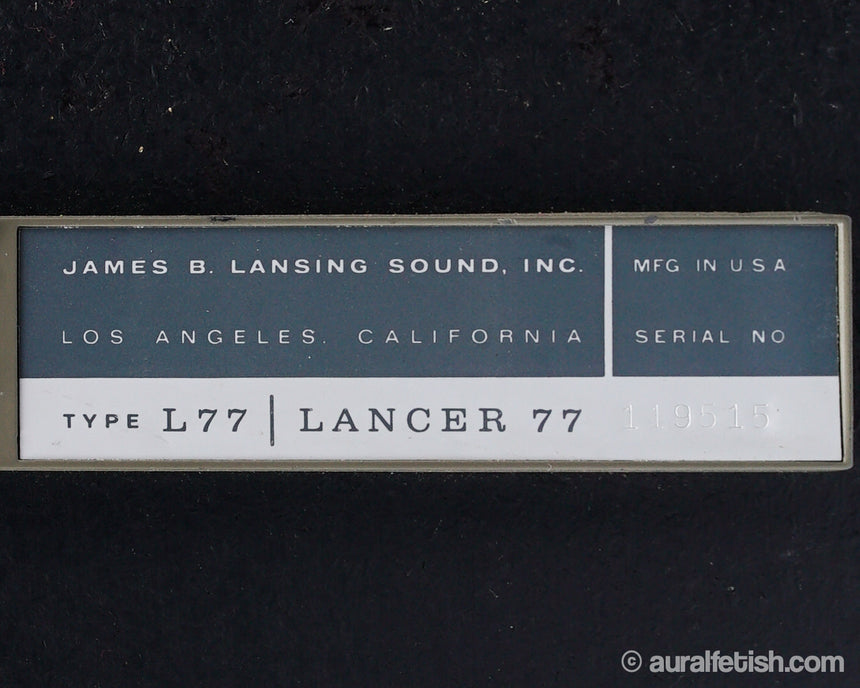 JAMES B. LANSING SOUND, INC.
LOS ANGELES, CALIFORNIA
MFG IN U.S.A
SERIAL NO
TYPE L77 | LANCER 77
119515
© auralfetish.com